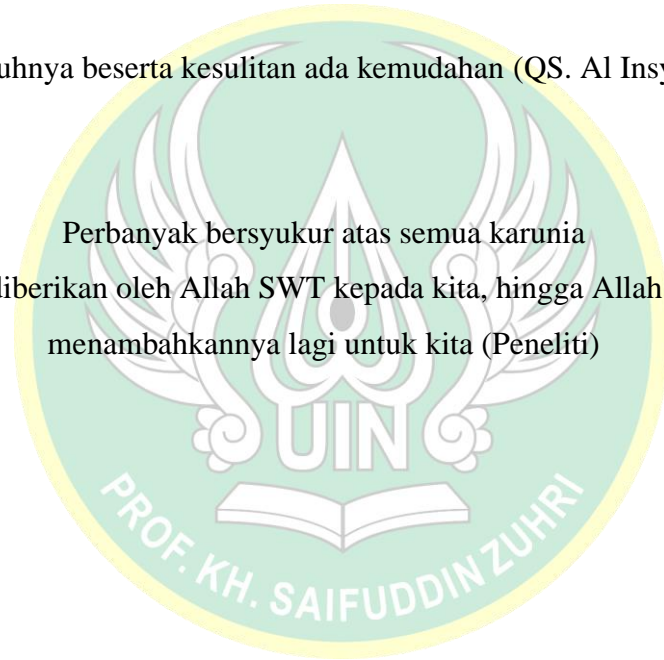 uhnya beserta kesulitan ada kemudahan (QS. Al Insy
Perbanyak bersyukur atas semua karunia
diberikan oleh Allah SWT kepada kita, hingga Allah
menambahkannya lagi untuk kita (Peneliti)
UIN
PROF. KH. SAIFUDDIN ZUHRI